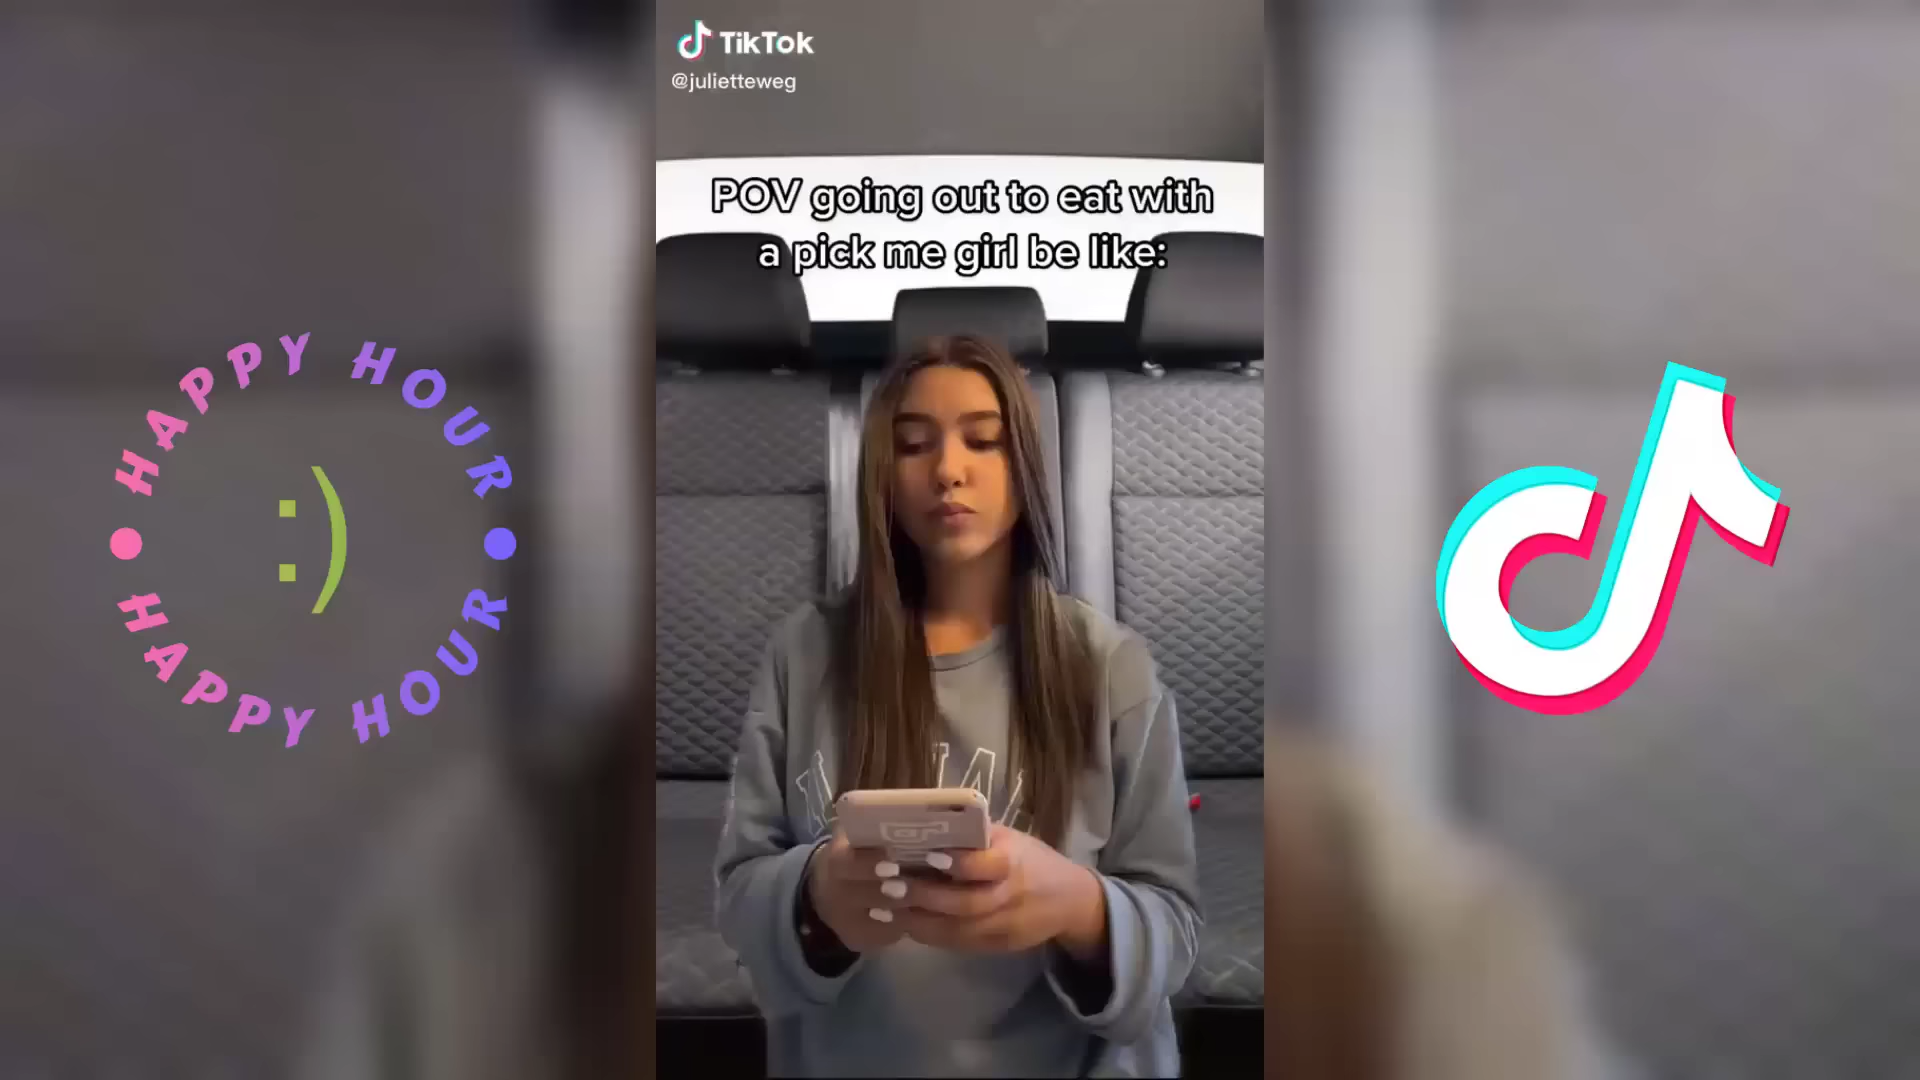 TikTok
@julietteweg
POV going out to eat with
a pick me girl be like:
HAPPY HOUR
:)
HAPPY HOUR